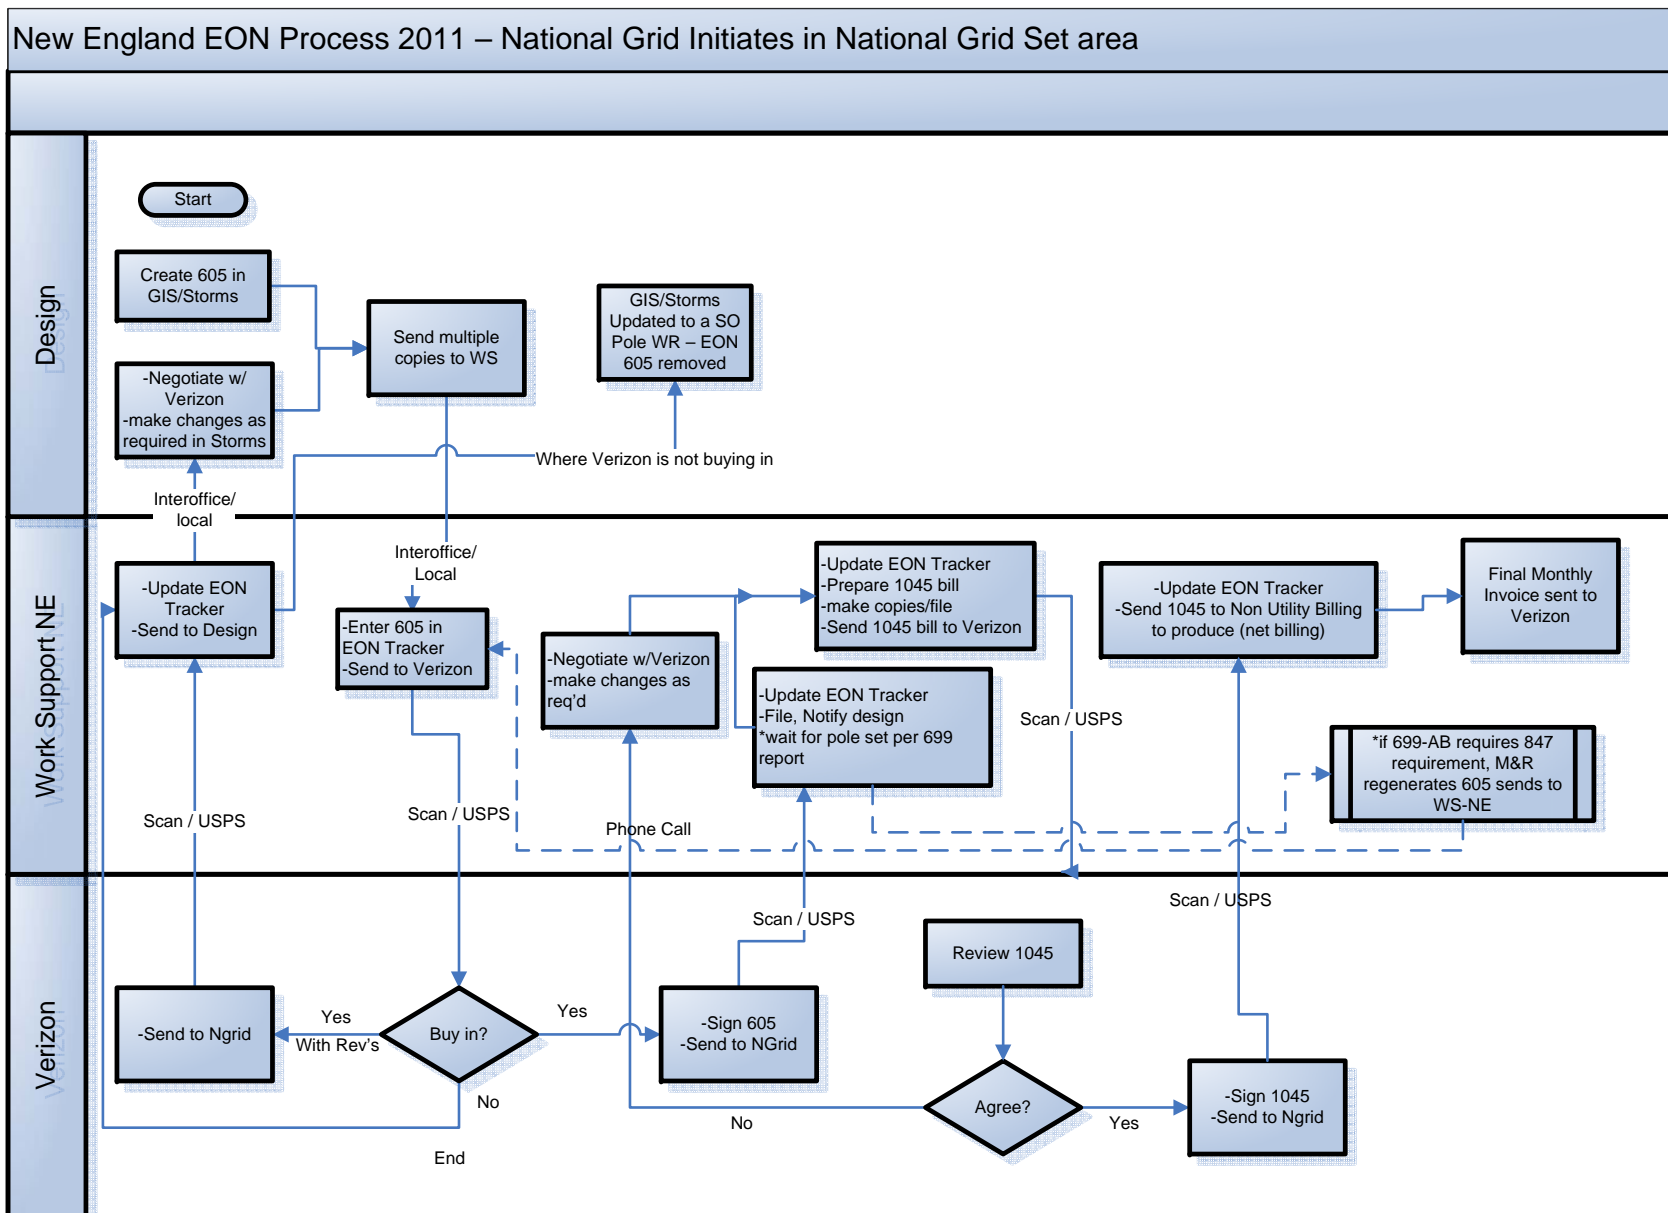 New England EON Process 2011 – National Grid Initiates in National Grid Set area
Design
Start
Create 605 in
GIS/Storms
-Negotiate w/
Verizon
-make changes as
required in Storms
Send multiple
copies to WS
GIS/Storms
Updated to a SO
Pole WR – EON
605 removed
Where Verizon is not buying in
Interoffice/
local
Work Support NE
-Update EON
Tracker
-Send to Design
Interoffice/
Local
-Enter 605 in
EON Tracker
-Send to Verizon
-Negotiate w/Verizon
-make changes as
req'd
-Update EON Tracker
-Prepare 1045 bill
-make copies/file
-Send 1045 bill to Verizon
-Update EON Tracker
-File, Notify design
*wait for pole set per 699
report
Scan / USPS
-Update EON Tracker
-Send 1045 to Non Utility Billing
to produce (net billing)
Final Monthly
Invoice sent to
Verizon
*if 699-AB requires 847
requirement, M&R
regenerates 605 sends to
WS-NE
Scan / USPS
Scan / USPS
Phone Call
Scan / USPS
Scan / USPS
Verizon
-Send to Ngrid
Yes
With Rev's
Buy in?
Yes
No
End
-Sign 605
-Send to NGrid
Review 1045
Agree?
No
Yes
-Sign 1045
-Send to Ngrid